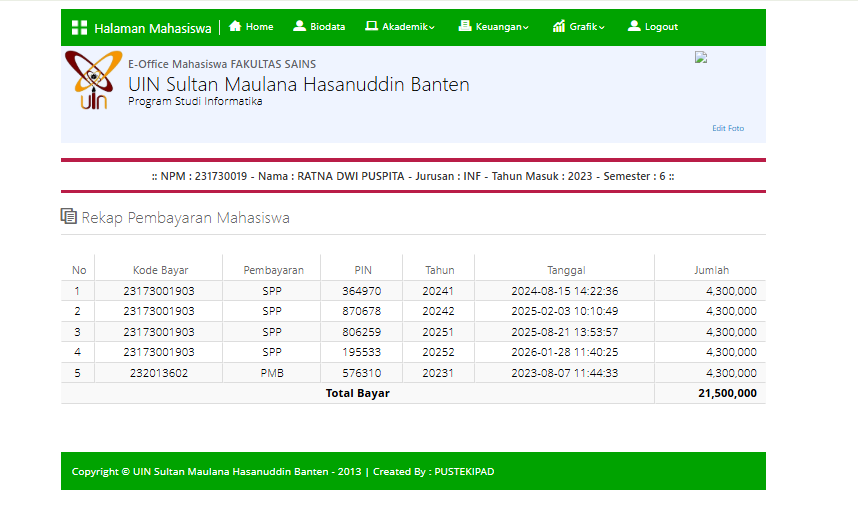 Halaman Mahasiswa Home Biodata Akademik Keuangan Grafik Logout
uin
E-Office Mahasiswa FAKULTAS SAINS
UIN Sultan Maulana Hasanuddin Banten
Program Studi Informatika
Edit Foto
:: NPM : 231730019 - Nama : RATNA DWI PUSPITA - Jurusan : INF - Tahun Masuk : 2023 - Semester : 6 ::
Rekap Pembayaran Mahasiswa
No Kode Bayar Pembayaran PIN Tahun Tanggal Jumlah
1 23173001903 SPP 364970 20241 2024-08-15 14:22:36 4,300,000
2 23173001903 SPP 870678 20242 2025-02-03 10:10:49 4,300,000
3 23173001903 SPP 806259 20251 2025-08-21 13:53:57 4,300,000
4 23173001903 SPP 195533 20252 2026-01-28 11:40:25 4,300,000
5 232013602 PMB 576310 20231 2023-08-07 11:44:33 4,300,000
Total Bayar 21,500,000
Copyright © UIN Sultan Maulana Hasanuddin Banten - 2013 | Created By : PUSTEKIPAD